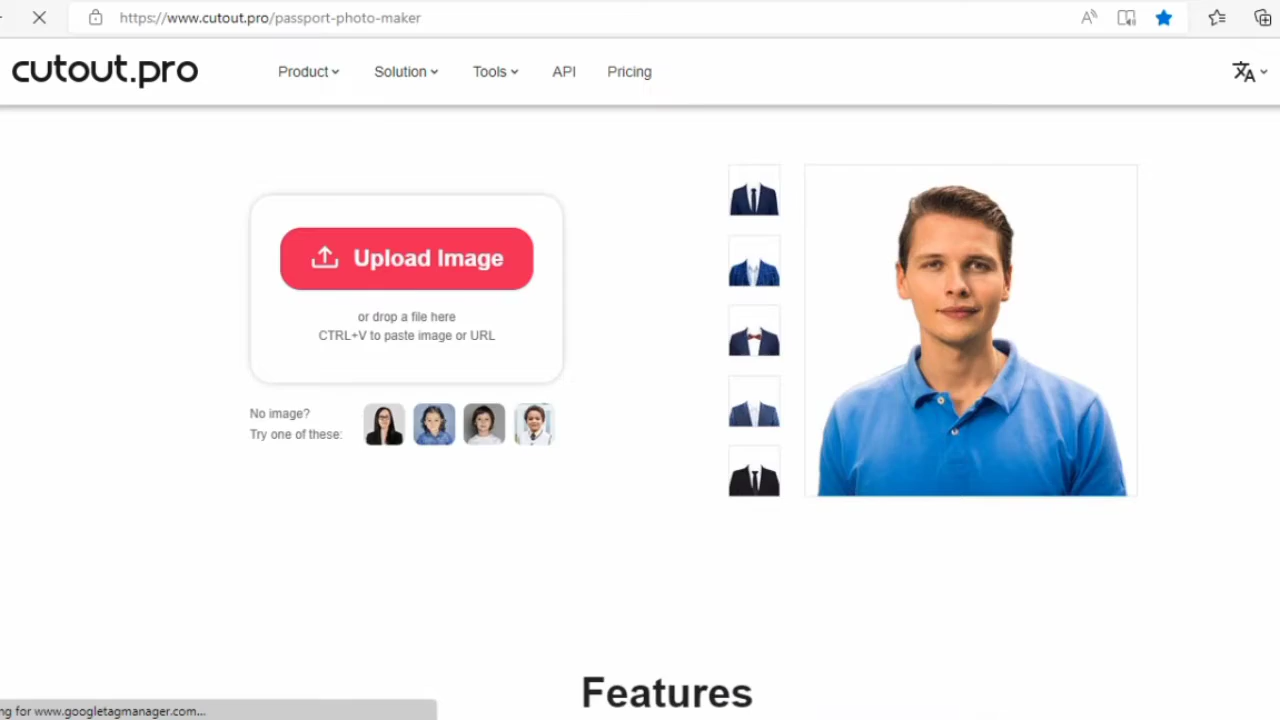 https://www.cutout.pro/passport-photo-maker
cutout.pro
Product
Solution
Tools
API
Pricing
Upload Image
or drop a file here
CTRL+V to paste image or URL
No image?
Try one of these:
Features
ng for www.googletagmanager.com...